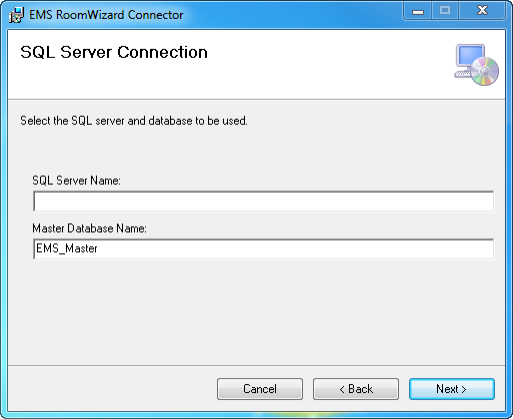 EMS RoomWizard Connector
SQL Server Connection
Select the SQL server and database to be used.
SQL Server Name:
Master Database Name:
EMS_Master
Cancel
< Back
Next >